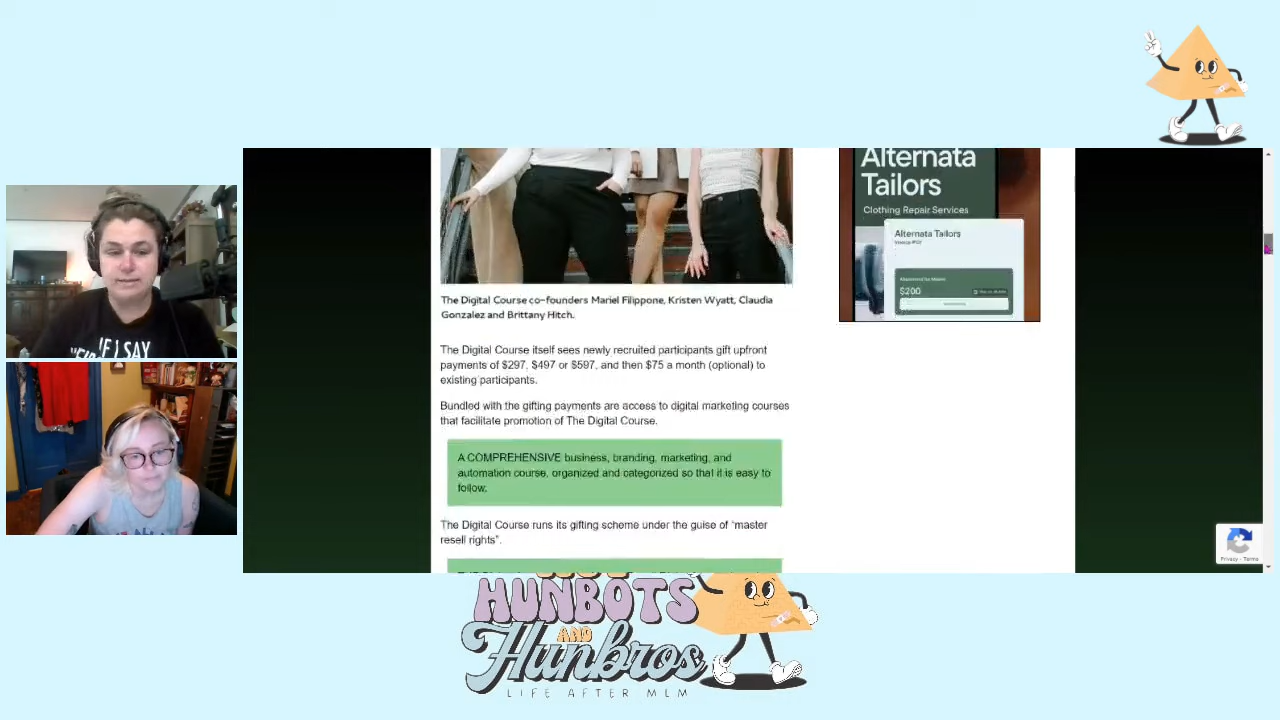 Alternata
Tailors
Clothing Repair Services
Alternata Tailors
$200
The Digital Course co-founders Mariel Filippone, Kristen Wyatt, Claudia
Gonzalez and Brittany Hitch.
The Digital Course itself sees newly recruited participants gift upfront
payments of $297, $497 or $597, and then $75 a month (optional) to
existing participants.
Bundled with the gifting payments are access to digital marketing courses
that facilitate promotion of The Digital Course.
A COMPREHENSIVE business, branding, marketing, and
automation course, organized and categorized so that it is easy to
follow.
The Digital Course runs its gifting scheme under the guise of “master
resell rights”.
Privacy - Terms
IF I SAY
HUNBOTS
AND
Hunbros
LIFE AFTER MLM